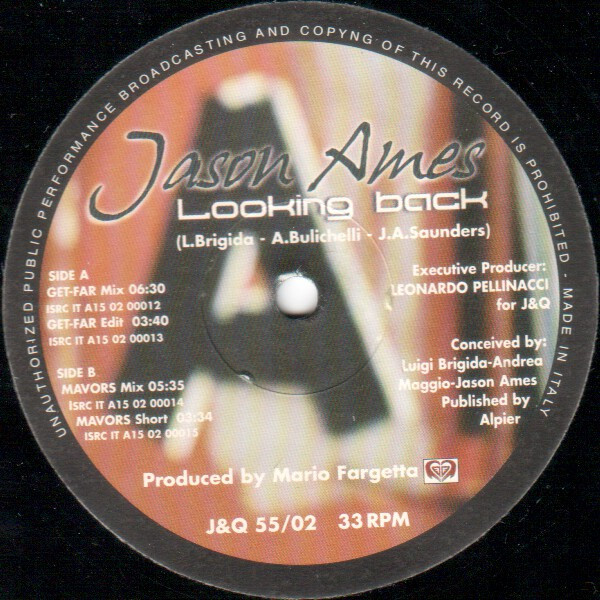 UNAUTHORIZED PUBLIC PERFORMANCE BROADCASTING AND COPYNG OF THIS RECORD IS PROHIBITED - MADE IN ITALY
Jason Ames
Looking back
(L.Brigida - A.Bulichelli - J.A.Saunders)
SIDE A
GET-FAR Mix 06:30
ISRC IT A15 02 00012
GET-FAR Edit 03:40
ISRC IT A15 02 00013
SIDE B
MAVORS Mix 05:35
ISRC IT A15 02 00014
MAVORS Short 03:34
ISRC IT A15 02 00015
Executive Producer:
LEONARDO PELLINACCI
for J&Q
Conceived by:
Luigi Brigida-Andrea
Maggio-Jason Ames
Published by
Alpier
Produced by Mario Fargetta
J&Q 55/02 33 RPM
A